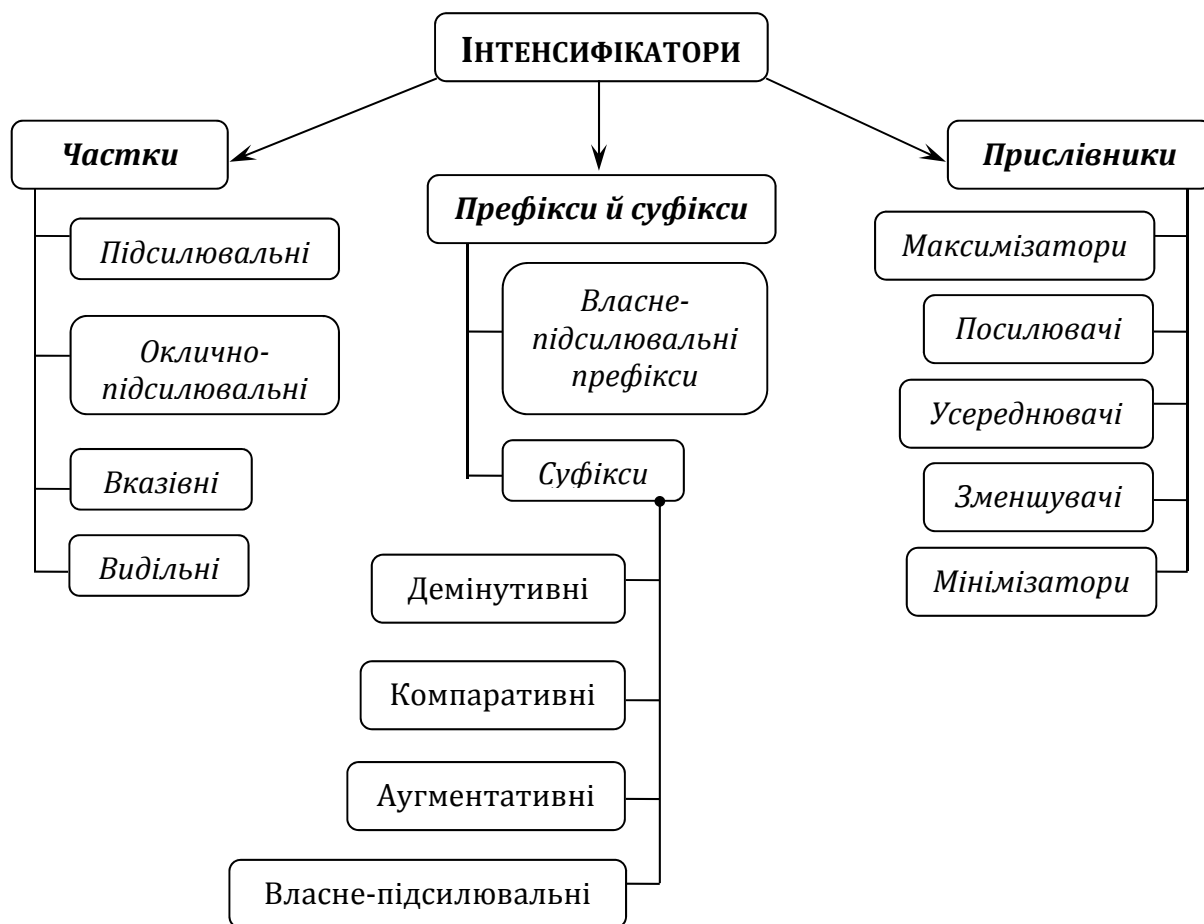 ІНТЕНСИФІКАТОРИ
Частки
Підсилювальні
Оклично-
підсилювальні
Вказівні
Видільні
Префікси й суфікси
Власне-
підсилювальні
префікси
Суфікси
Демінутивні
Компаративні
Аугментативні
Власне-підсилювальні
Прислівники
Максимізатори
Посилювачі
Усереднювачі
Зменшувачі
Мінімізатори